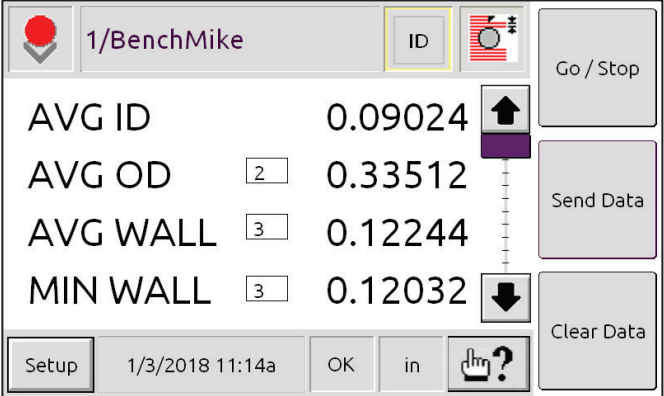 1/BenchMike
ID
Go / Stop
AVG ID 0.09024
AVG OD 2 0.33512
Send Data
AVG WALL 3 0.12244
MIN WALL 3 0.12032
Clear Data
Setup 1/3/2018 11:14a OK in ?